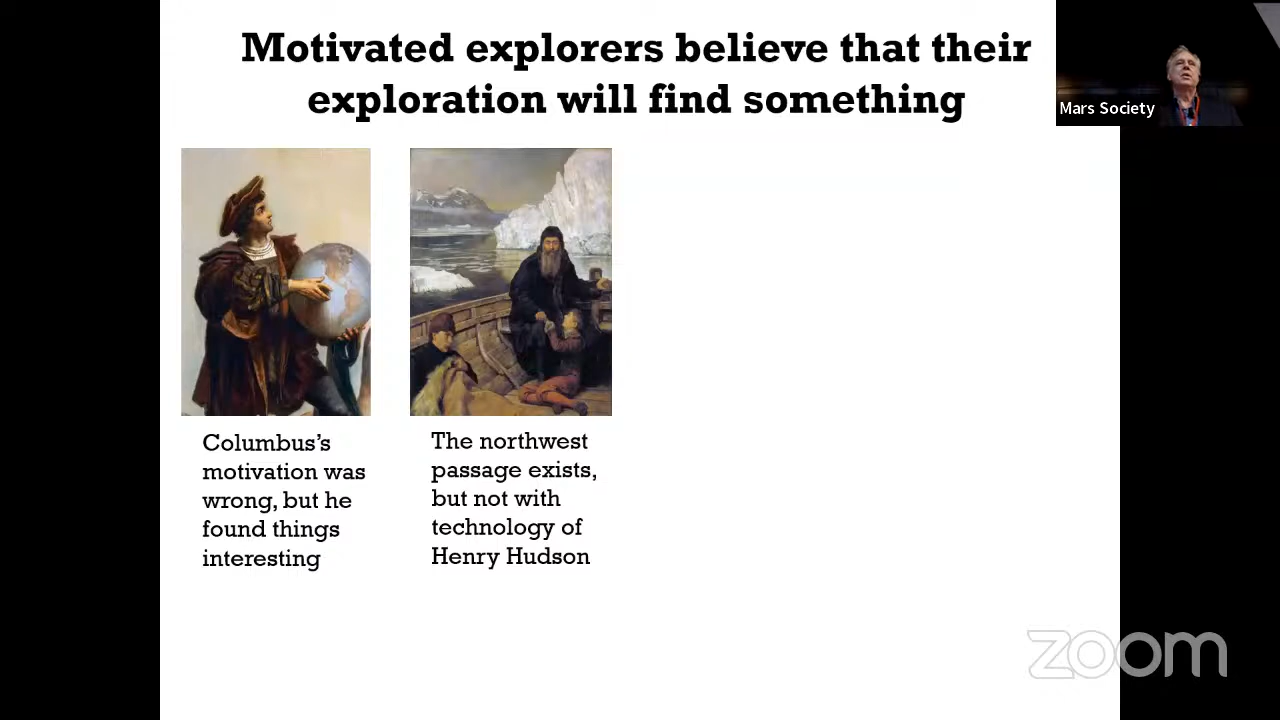 Motivated explorers believe that their
exploration will find something
Mars Society
Columbus’s
motivation was
wrong, but he
found things
interesting
The northwest
passage exists,
but not with
technology of
Henry Hudson
zoom